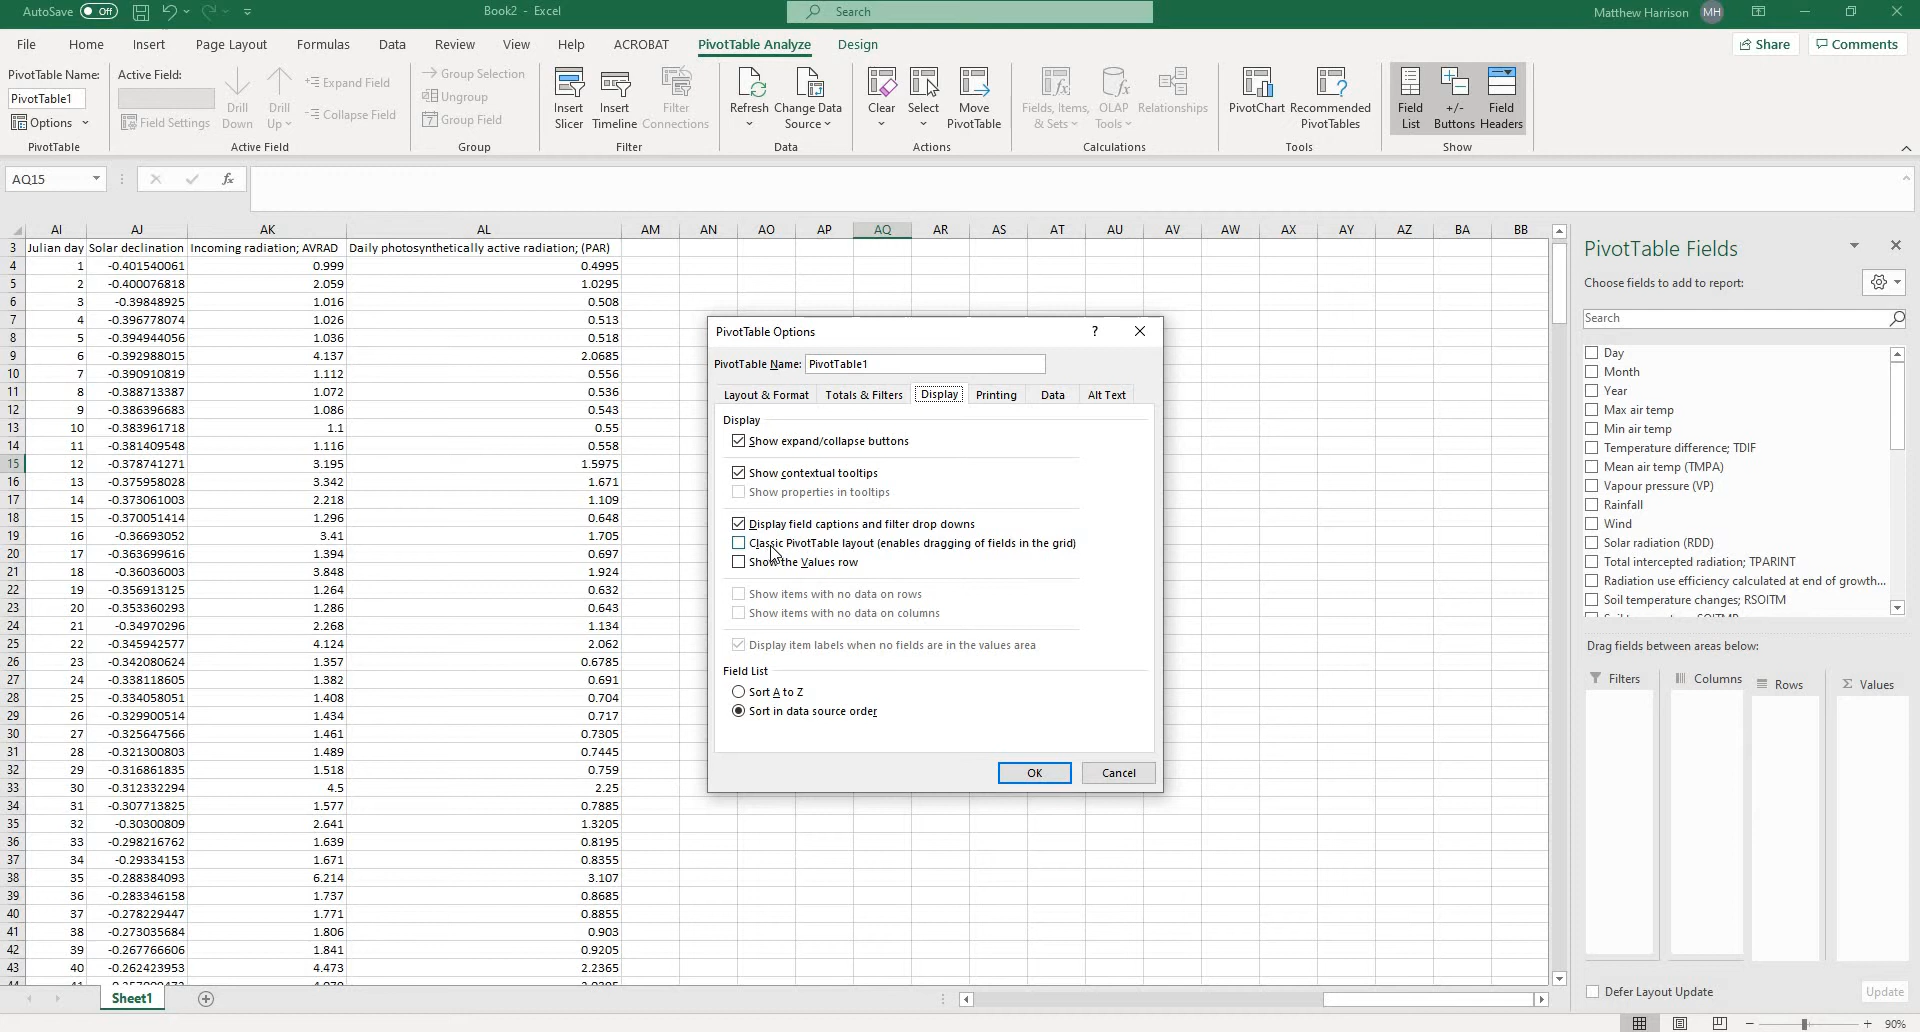 AutoSave Off Book2 - Excel Search Matthew Harrison MH
File Home Insert Page Layout Formulas Data Review View Help ACROBAT PivotTable Analyze Design Share Comments
PivotTable Name: Active Field:
PivotTable1
Options
PivotTable
Field Settings
Drill Down
Drill Up
Expand Field
Collapse Field
Active Field
Group Selection
Ungroup
Group Field
Group
Insert Slicer
Insert Timeline
Filter Connections
Filter
Refresh
Change Data Source
Data
Clear
Select
Move PivotTable
Actions
Fields, Items, & Sets
OLAP Tools
Relationships
Calculations
PivotChart
Recommended PivotTables
Tools
Field List
+/- Buttons
Field Headers
Show
AQ15 fx
AI AJ AK AL AM AN AO AP AQ AR AS AT AU AV AW AX AY AZ BA BB
3 Julian day Solar declination Incoming radiation; AVRAD Daily photosynthetically active radiation; (PAR)
4 1 -0.401540061 0.999 0.4995
5 2 -0.400076818 2.059 1.0295
6 3 -0.39848925 1.016 0.508
7 4 -0.396778074 1.026 0.513
8 5 -0.394944056 1.036 0.518
9 6 -0.392988015 4.137 2.0685
10 7 -0.390910819 1.112 0.556
11 8 -0.388713387 1.072 0.536
12 9 -0.386396683 1.086 0.543
13 10 -0.383961718 1.1 0.55
14 11 -0.381409548 1.116 0.558
15 12 -0.378741271 3.195 1.5975
16 13 -0.375958028 3.342 1.671
17 14 -0.373061003 2.218 1.109
18 15 -0.370051414 1.296 0.648
19 16 -0.36693052 3.41 1.705
20 17 -0.363699616 1.394 0.697
21 18 -0.36036003 3.848 1.924
22 19 -0.356913125 1.264 0.632
23 20 -0.353360293 1.286 0.643
24 21 -0.34970296 2.268 1.134
25 22 -0.345942577 4.124 2.062
26 23 -0.342080624 1.357 0.6785
27 24 -0.338118605 1.382 0.691
28 25 -0.334058051 1.408 0.704
29 26 -0.329900514 1.434 0.717
30 27 -0.325647566 1.461 0.7305
31 28 -0.321300803 1.489 0.7445
32 29 -0.316861835 1.518 0.759
33 30 -0.312332294 4.5 2.25
34 31 -0.307713825 1.577 0.7885
35 32 -0.30300809 2.641 1.3205
36 33 -0.298216762 1.639 0.8195
37 34 -0.29334153 1.671 0.8355
38 35 -0.288384093 6.214 3.107
39 36 -0.283346158 1.737 0.8685
40 37 -0.278229447 1.771 0.8855
41 38 -0.273035684 1.806 0.903
42 39 -0.267766606 1.841 0.9205
43 40 -0.262423953 4.473 2.2365
PivotTable Options ?
PivotTable Name: PivotTable1
Layout & Format Totals & Filters Display Printing Data Alt Text
Display
Show expand/collapse buttons
Show contextual tooltips
Show properties in tooltips
Display field captions and filter drop downs
Classic PivotTable layout (enables dragging of fields in the grid)
Show the Values row
Show items with no data on rows
Show items with no data on columns
Display item labels when no fields are in the values area
Field List
Sort A to Z
Sort in data source order
OK Cancel
PivotTable Fields
Choose fields to add to report:
Search
Day
Month
Year
Max air temp
Min air temp
Temperature difference; TDIF
Mean air temp (TMPA)
Vapour pressure (VP)
Rainfall
Wind
Solar radiation (RDD)
Total intercepted radiation; TPARINT
Radiation use efficiency calculated at end of growth...
Soil temperature changes; RSOITM
Drag fields between areas below:
Filters Columns Rows Σ Values
Defer Layout Update Update
Sheet1
90%